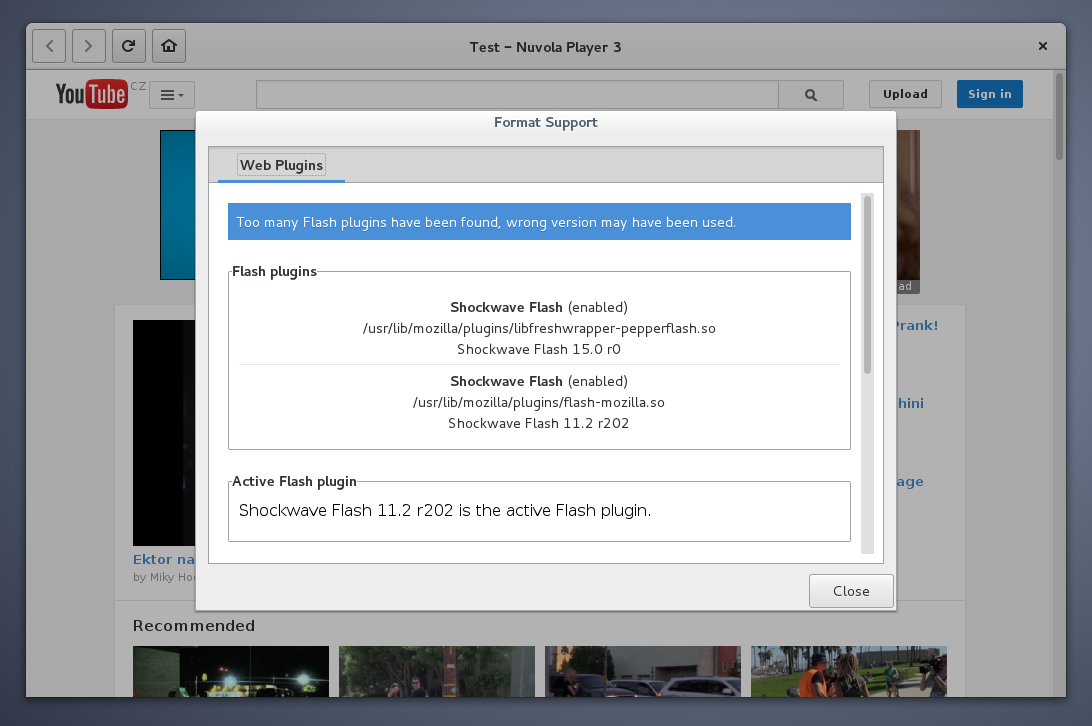 Test – Nuvola Player 3
YouTube CZ
Upload
Sign in
Format Support
Web Plugins
Too many Flash plugins have been found, wrong version may have been used.
Flash plugins
Shockwave Flash (enabled)
/usr/lib/mozilla/plugins/libfreshwrapper-pepperflash.so
Shockwave Flash 15.0 r0
Shockwave Flash (enabled)
/usr/lib/mozilla/plugins/flash-mozilla.so
Shockwave Flash 11.2 r202
Active Flash plugin
Shockwave Flash 11.2 r202 is the active Flash plugin.
Close
ad
Prank!
hini
age
Ektor na
by Miky Ho
Recommended